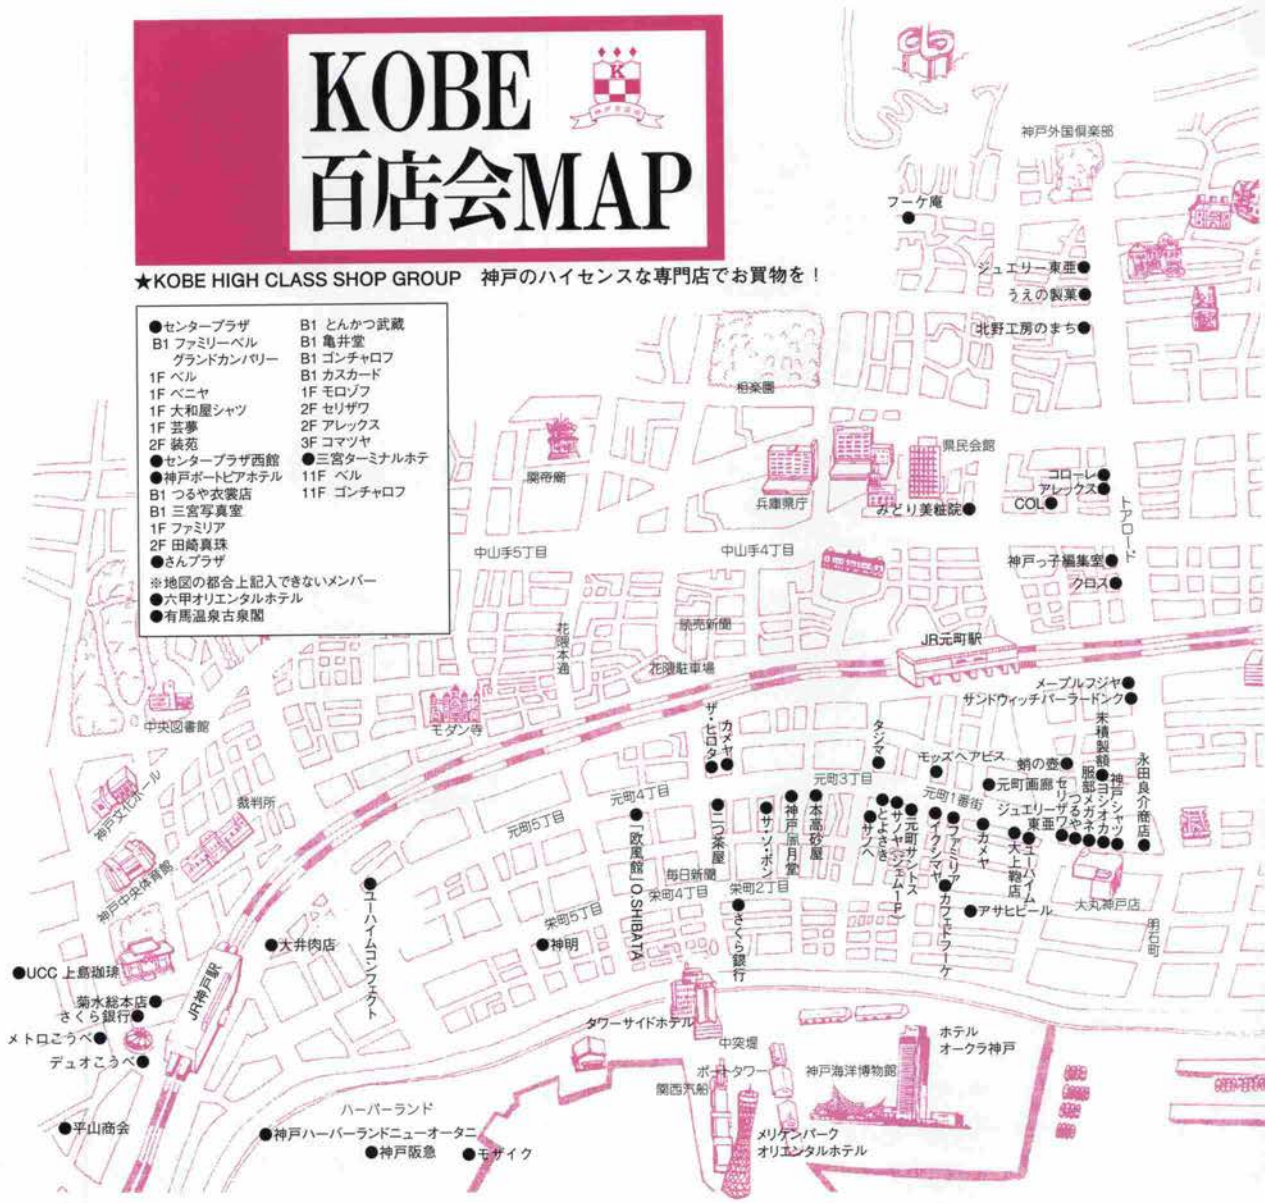 KOBE
百店会MAP
K
★KOBE HIGH CLASS SHOP GROUP 神戸のハイセンスな専門店でお買物を！
●センタープラザ
B1 ファミリーベル
グランドカンパリー
1F ベル
1F ベニヤ
1F 大和屋シャツ
1F 芸夢
2F 装苑
●センタープラザ西館
●神戸ポートピアホテル
B1 つるや衣裳店
B1 三宮写真室
1F ファミリア
2F 田崎真珠
●さんプラザ
※地図の都合上記入できないメンバー
●六甲オリエンタルホテル
●有馬温泉古泉閣
B1 とんかつ武蔵
B1 亀井堂
B1 ゴンチャロフ
B1 カスカード
1F モロゾフ
2F セリザワ
2F アレックス
3F コマツヤ
●三宮ターミナルホテ
11F ベル
11F ゴンチャロフ
神戸外国倶楽部
フーケ庵
ジュエリー東亜
うえの製菓
北野工房のまち
相楽園
関帝廟
兵庫県庁
県民会館
みどり美粧院
コローレ
アレックス
COL
トアロード
中山手5丁目
中山手4丁目
神戸っ子編集室
クロス
花隈本通
読売新聞
花隈駐車場
JR元町駅
中央図書館
モダン寺
メープルフジヤ
サンドウィッチパーラードンク
ザ・ヒロタ
カメヤ
タジマ
モッズヘアビス
蛸の壺
末積製額
永田良介商店
神戸文化ホール
裁判所
元町5丁目
元町4丁目
元町3丁目
元町1番街
元町画廊
ジュエリー
東亜
セリザワ
つるや
服部メガネ
ヨシオカ
神戸シャツ
神戸中央体育館
「欧風館」O.SHIBATA
二つ茶屋
ザ・ソ・ボン
神戸風月堂
本高砂屋
サノヘ
とよさき
サノヤ(ジェム1F)
元町サントス
イクシマヤ
ファミリア
カメヤ
大上鞄店
ユーハイム
大丸神戸店
明石町
毎日新聞
栄町5丁目
栄町4丁目
栄町2丁目
さくら銀行
カフェドフーケ
アサヒビール
ユーハイムコンフェクト
大井肉店
神明
UCC 上島珈琲
菊水総本店
さくら銀行
メトロこうべ
デュオこうべ
JR神戸駅
平山商会
タワーサイドホテル
中突堤
ポートタワー
関西汽船
神戸海洋博物館
ホテル
オークラ神戸
ハーバーランド
神戸ハーバーランドニューオータニ
神戸阪急
モザイク
メリケンパーク
オリエンタルホテル